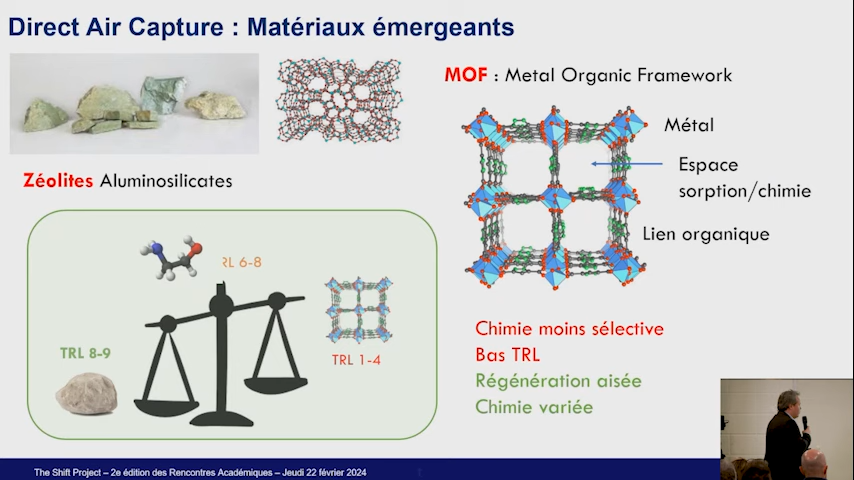 Direct Air Capture : Matériaux émergeants
MOF : Metal Organic Framework
Métal
Espace
sorption/chimie
Lien organique
Zéolites Aluminosilicates
RL 6-8
TRL 8-9
TRL 1-4
Chimie moins sélective
Bas TRL
Régénération aisée
Chimie variée
The Shift Project – 2e édition des Rencontres Académiques – Jeudi 22 février 2024